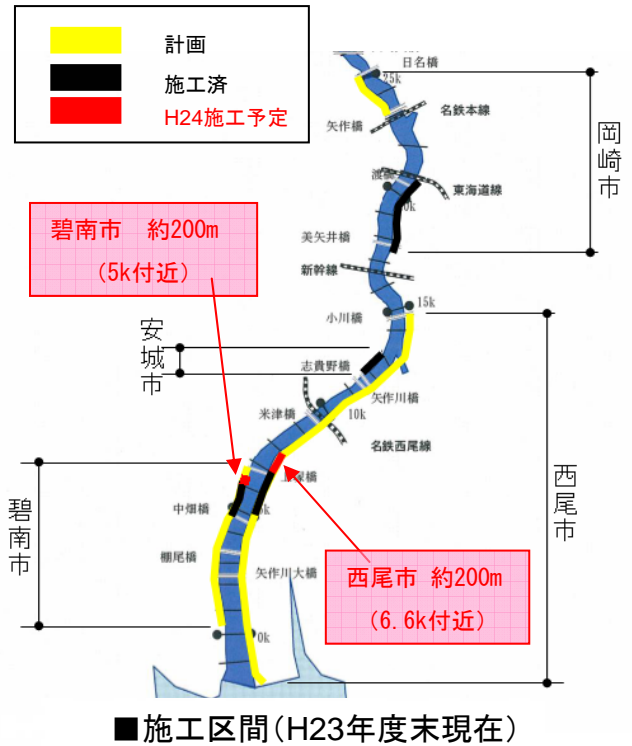 計画
施工済
H24施工予定
日名橋
25k
名鉄本線
矢作橋
岡崎市
東海道線
碧南市 約200m
(5k付近)
美矢井橋
新幹線
15k
小川橋
安城市
志貴野橋
矢作川橋
米津橋
10k
名鉄西尾線
上塚橋
中畑橋
碧南市
西尾市
棚尾橋
矢作川大橋
西尾市 約200m
(6.6k付近)
0k
■施工区間(H23年度末現在)